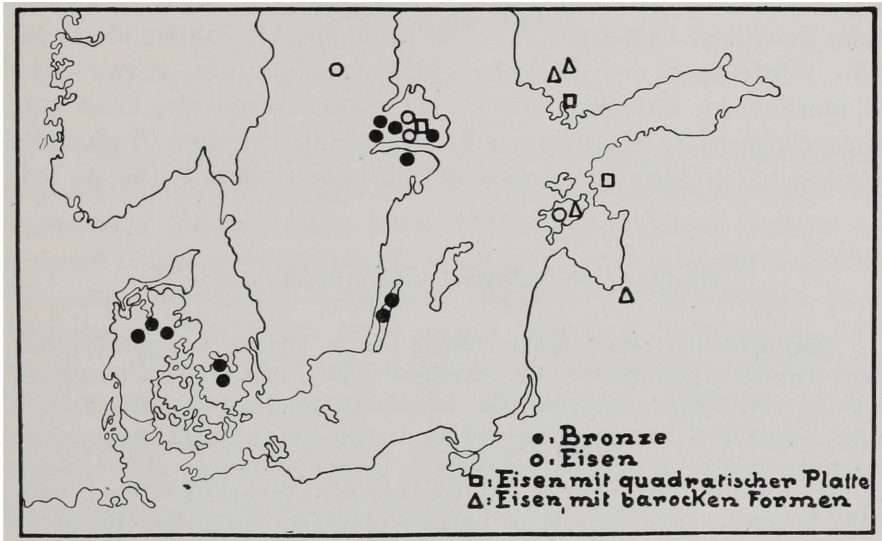 ●: Bronze
○: Eisen
□: Eisen mit quadratischer Platte
△: Eisen mit barocken Formen